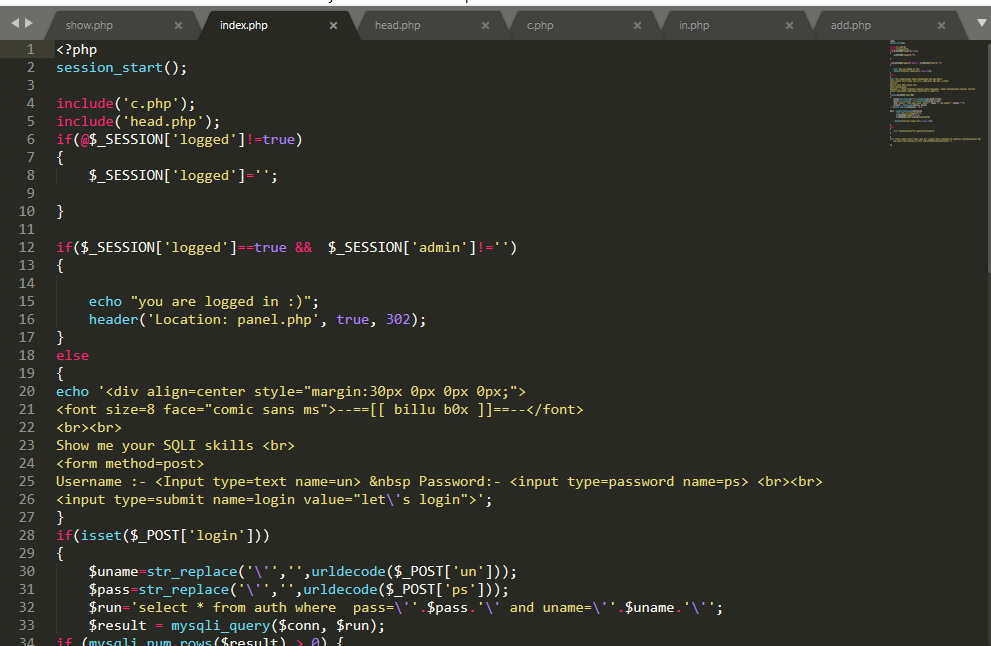 show.php × index.php × head.php × c.php × in.php × add.php ×
1 <?php
2 session_start();
3
4 include('c.php');
5 include('head.php');
6 if(@$_SESSION['logged']!=true)
7 {
8     $_SESSION['logged']='';
9
10 }
11
12 if($_SESSION['logged']==true &&  $_SESSION['admin']!='')
13 {
14
15     echo "you are logged in :)";
16     header('Location: panel.php', true, 302);
17 }
18 else
19 {
20 echo '<div align=center style="margin:30px 0px 0px 0px;">
21 <font size=8 face="comic sans ms">--==[[ billu b0x ]]==--</font>
22 <br><br>
23 Show me your SQLI skills <br>
24 <form method=post>
25 Username :- <Input type=text name=un> &nbsp Password:- <input type=password name=ps> <br><br>
26 <input type=submit name=login value="let\'s login">';
27 }
28 if(isset($_POST['login']))
29 {
30     $uname=str_replace('\'','',urldecode($_POST['un']));
31     $pass=str_replace('\'','',urldecode($_POST['ps']));
32     $run='select * from auth where  pass=\''.$pass.'\' and uname=\''.$uname.'\'';
33     $result = mysqli_query($conn, $run);
34 if (mysqli_num_rows($result) > 0) {